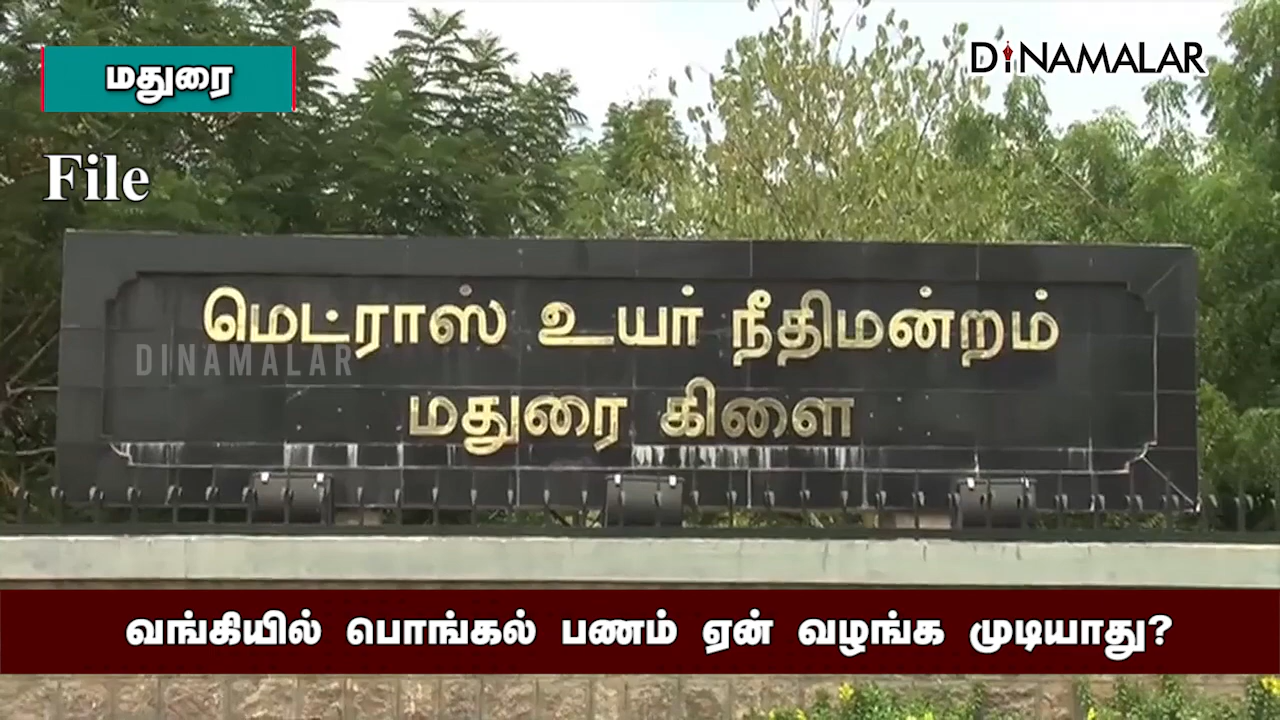 மதுரை
DINAMALAR
File
மெட்ராஸ் உயர் நீதிமன்றம்
DINAMALAR
மதுரை கிளை
வங்கியில் பொங்கல் பணம் ஏன் வழங்க முடியாது?